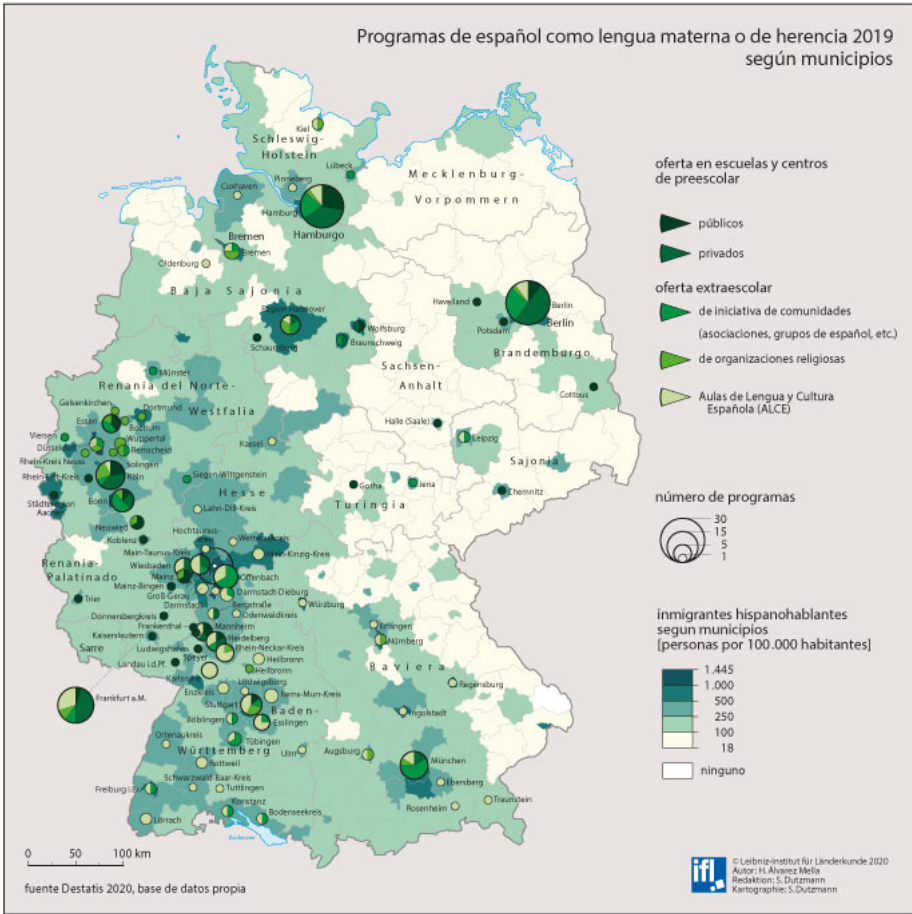 Programas de español como lengua materna o de herencia 2019
según municipios
oferta en escuelas y centros
de preescolar
públicos
privados
oferta extraescolar
de iniciativa de comunidades
(asociaciones, grupos de español, etc.)
de organizaciones religiosas
Aulas de Lengua y Cultura
Española (ALCE)
número de programas
30
15
5
1
inmigrantes hispanohablantes
segun municipios
[personas por 100.000 habitantes]
1.445
1.000
500
250
100
18
ninguno
Kiel
Schleswig-
Holstein
Lübeck
Mecklenburg-
Vorpommern
Cuxhaven
Pinneberg
Hamburg
Hamburgo
Bremen
Bremen
Oldenburg
Baja Sajonia
Region Hannover
Wolfsburg
Braunschweig
Schaumburg
Havelland
Berlin
Berlin
Potsdam
Brandemburgo
Cottbus
Sachsen-
Anhalt
Münster
Renania del Norte-
Westfalia
Gelsenkirchen
Dortmund
Essen
Bochum
Viersen
Wuppertal
Düsseldorf
Remscheid
Rhein-Kreis Neuss
Solingen
Rhein-Erft-Kreis
Köln
Städteregion
Aachen
Bonn
Siegen-Wittgenstein
Kassel
Hesse
Halle (Saale)
Leipzig
Sajonia
Gotha
Jena
Chemnitz
Turingia
Lahn-Dill-Kreis
Neuwied
Koblenz
Hochtaunus-
Wetteraukreis
Main-Taunus-Kreis
Main-Kinzig-Kreis
Wiesbaden
Renania-
Palatinado
Mainz
Offenbach
Mainz-Bingen
Groß-Gerau
Darmstadt-Dieburg
Trier
Darmstadt
Bergstraße
Würzburg
Odenwaldkreis
Donnersbergkreis
Frankenthal
Mannheim
Kaiserslautern
Heidelberg
Ludwigshafen
Rhein-Neckar-Kreis
Sarre
Speyer
Heilbronn
Landau i.d.Pf.
Heilbronn
Karlsruhe
Erlangen
Nürnberg
Baviera
Regensburg
Ingolstadt
Frankfurt a.M.
Enzkreis
Ludwigsburg
Rems-Murr-Kreis
Stuttgart
Baden-
Böblingen
Esslingen
Ortenaukreis
Tübingen
Württemberg
Ulm
Augsburg
München
Rottweil
Schwarzwald-Baar-Kreis
Tuttlingen
Freiburg i.Br.
Konstanz
Lörrach
Bodenseekreis
Bodensee
Ebersberg
Rosenheim
Traunstein
0 50 100 km
fuente Destatis 2020, base de datos propia
ifl
© Leibniz-Institut für Länderkunde 2020
Autor: H. Álvarez Mella
Redaktion: S. Dutzmann
Kartographie: S. Dutzmann